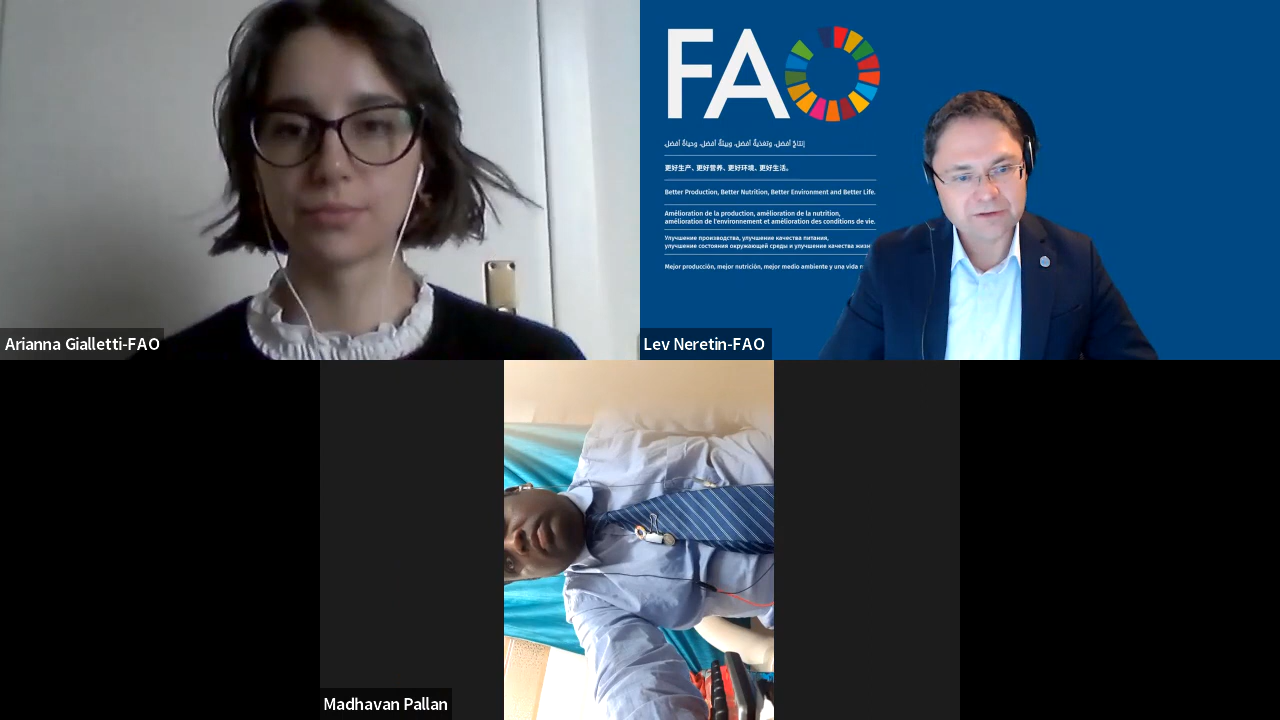 FAO
إنتاجٌ أفضل، وتغذيةٌ أفضل، وبيئةٌ أفضل، وحياةٌ أفضل.
更好生产、更好营养、更好环境、更好生活。
Better Production, Better Nutrition, Better Environment and Better Life.
Amélioration de la production, amélioration de la nutrition,
amélioration de l'environnement et amélioration des conditions de vie.
Улучшение производства, улучшение качества питания,
улучшение состояния окружающей среды и улучшение качества жизн
Mejor producción, mejor nutrición, mejor medio ambiente y una vida
Arianna Gialletti-FAO
Lev Neretin-FAO
Madhavan Pallan